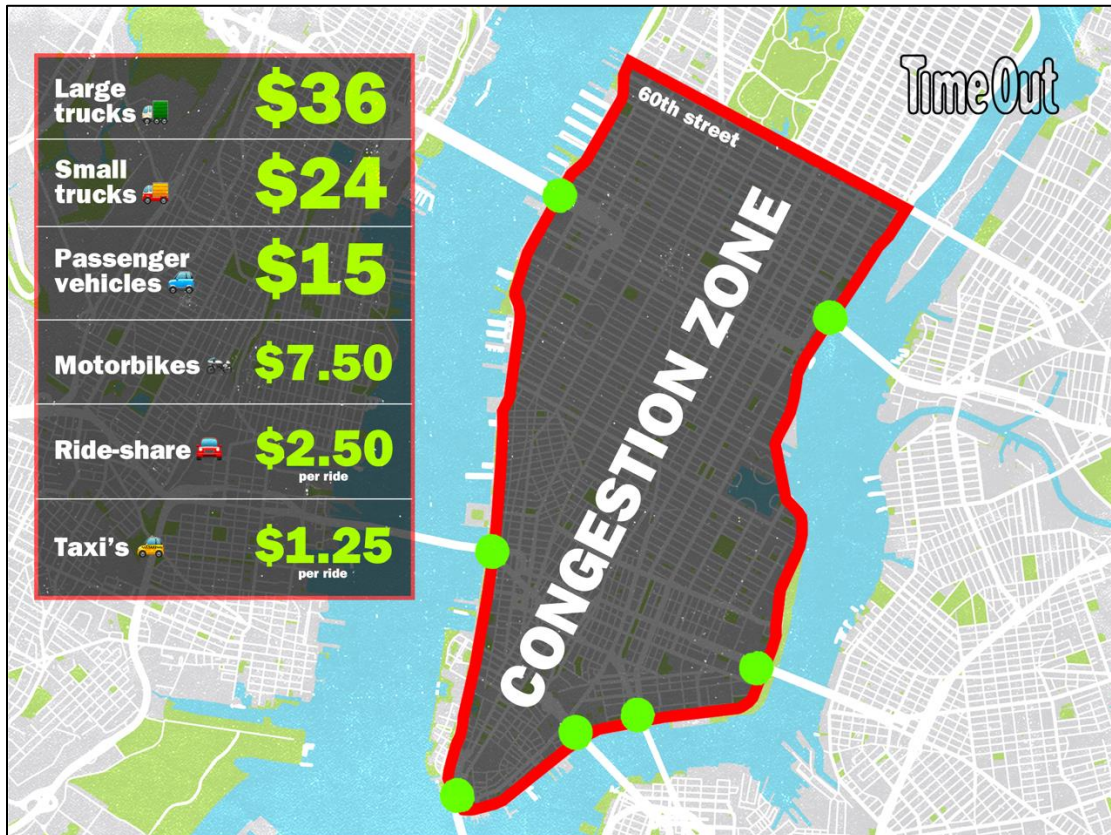 Large
trucks
$36
Small
trucks
$24
Passenger
vehicles
$15
Motorbikes
$7.50
Ride-share
$2.50
per ride
Taxi's
$1.25
per ride
60th street
CONGESTION ZONE
TimeOut